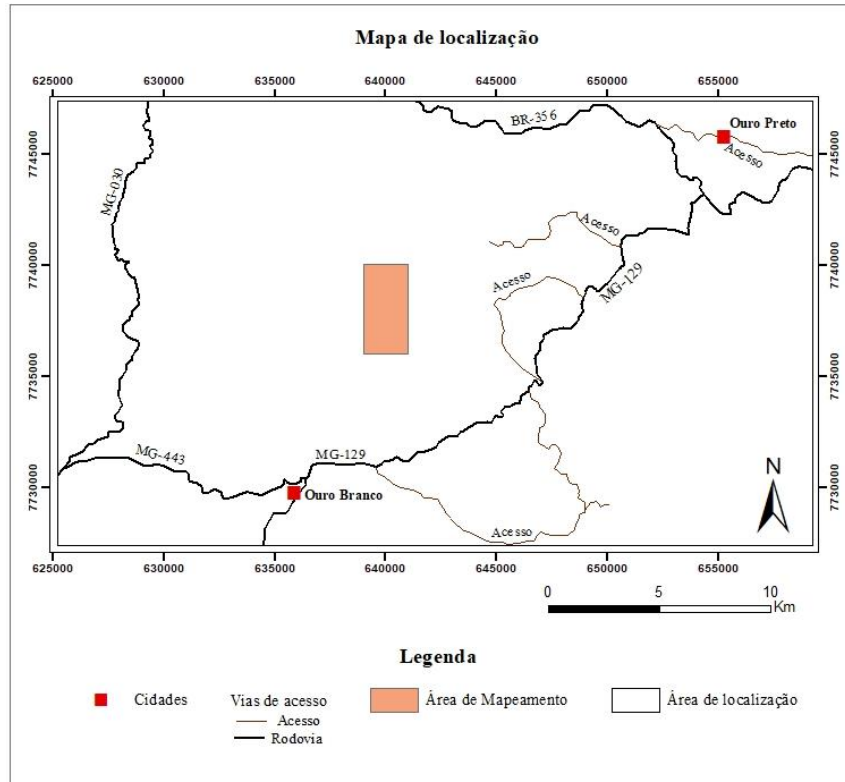 Mapa de localização
625000 630000 635000 640000 645000 650000 655000
BR-356
Ouro Preto
7745000 7745000
Acesso
MG-030
Acesso
7740000 7740000
Acesso
MG-129
7735000 7735000
MG-443
MG-129
7730000 7730000
Ouro Branco
N
Acesso
625000 630000 635000 640000 645000 650000 655000
0 5 10
Km
Legenda
Cidades
Vias de acesso
Acesso
Rodovia
Área de Mapeamento
Área de localização